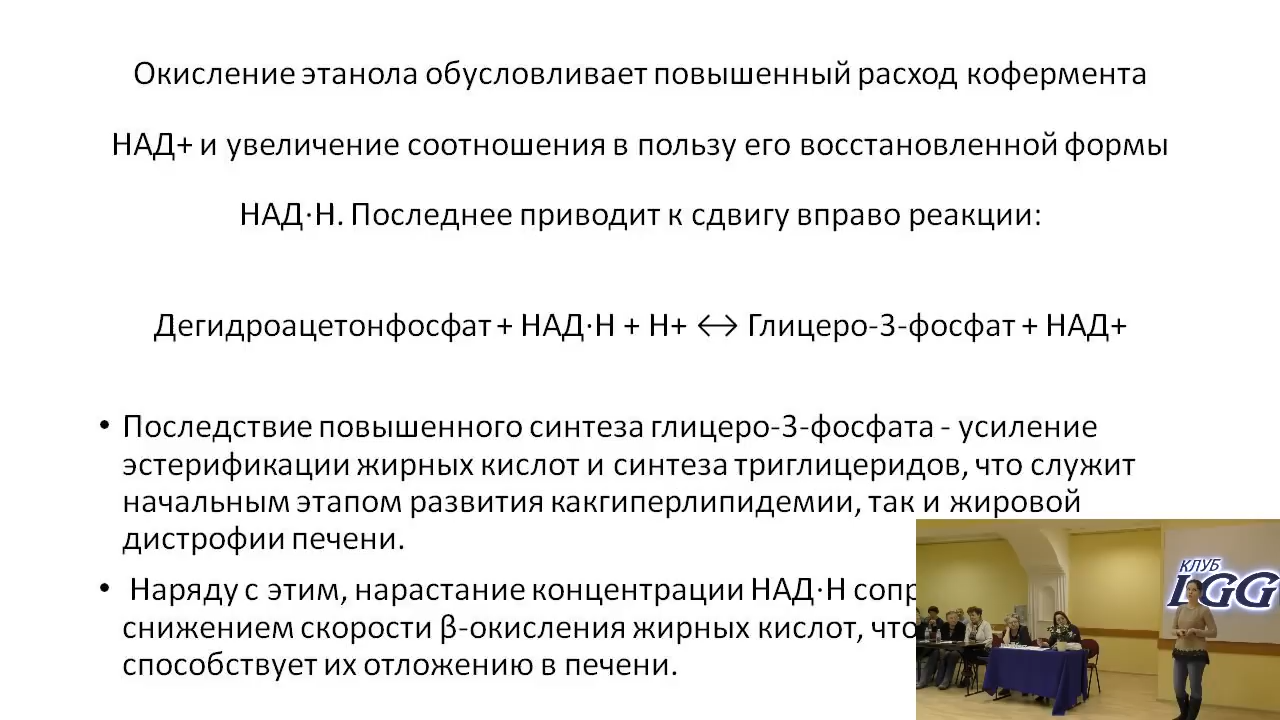 Окисление этанола обусловливает повышенный расход кофермента
НАД+ и увеличение соотношения в пользу его восстановленной формы
НАД·Н. Последнее приводит к сдвигу вправо реакции:
Дегидроацетонфосфат + НАД·Н + Н+ ↔ Глицеро-3-фосфат + НАД+
• Последствие повышенного синтеза глицеро-3-фосфата - усиление
эстерификации жирных кислот и синтеза триглицеридов, что служит
начальным этапом развития какгиперлипидемии, так и жировой
дистрофии печени.
• Наряду с этим, нарастание концентрации НАД·Н
снижением скорости β-окисления жирных кислот, что
способствует их отложению в печени.
КЛУБ
LGG